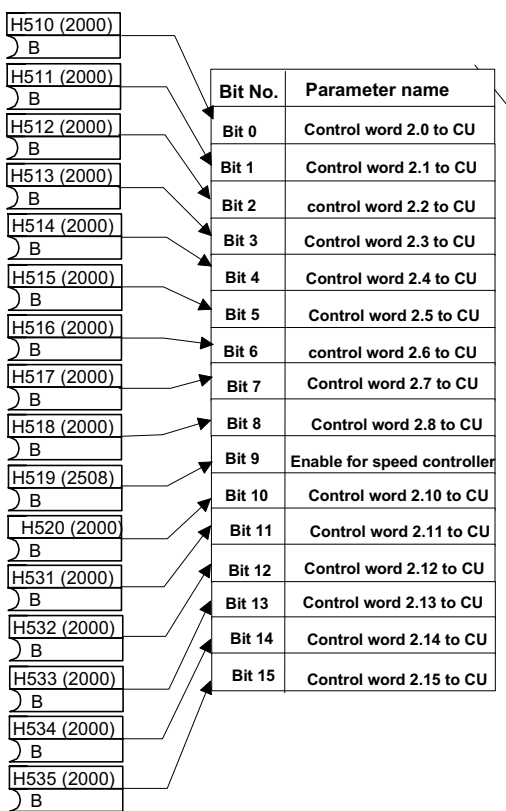 H510 (2000)
B
H511 (2000)
B
H512 (2000)
B
H513 (2000)
B
H514 (2000)
B
H515 (2000)
B
H516 (2000)
B
H517 (2000)
B
H518 (2000)
B
H519 (2508)
B
H520 (2000)
B
H531 (2000)
B
H532 (2000)
B
H533 (2000)
B
H534 (2000)
B
H535 (2000)
B
Bit No. Parameter name
Bit 0 Control word 2.0 to CU
Bit 1 Control word 2.1 to CU
Bit 2 control word 2.2 to CU
Bit 3 Control word 2.3 to CU
Bit 4 Control word 2.4 to CU
Bit 5 Control word 2.5 to CU
Bit 6 control word 2.6 to CU
Bit 7 Control word 2.7 to CU
Bit 8 Control word 2.8 to CU
Bit 9 Enable for speed controller
Bit 10 Control word 2.10 to CU
Bit 11 Control word 2.11 to CU
Bit 12 Control word 2.12 to CU
Bit 13 Control word 2.13 to CU
Bit 14 Control word 2.14 to CU
Bit 15 Control word 2.15 to CU